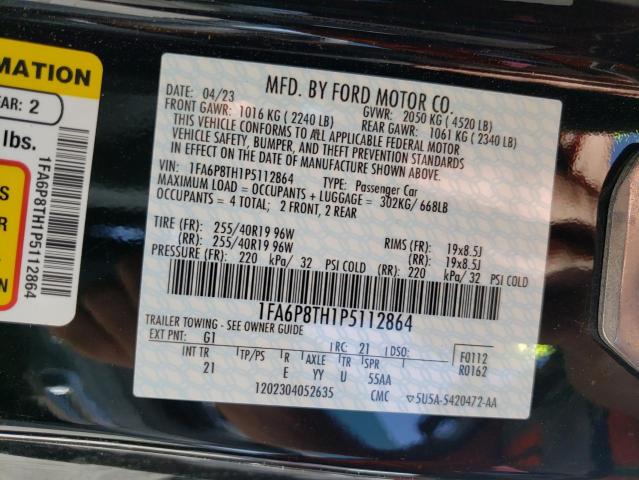 RMATION
EAR: 2
lbs.
1FA6P8TH1P5112864
MFD. BY FORD MOTOR CO.
DATE: 04/23 GVWR: 2050 KG ( 4520 LB)
FRONT GAWR: 1016 KG ( 2240 LB) REAR GAWR: 1061 KG ( 2340 LB)
THIS VEHICLE CONFORMS TO ALL APPLICABLE FEDERAL MOTOR
VEHICLE SAFETY, BUMPER, AND THEFT PREVENTION STANDARDS
IN EFFECT ON THE DATE OF MANUFACTURE SHOWN ABOVE.
VIN: 1FA6P8TH1P5112864 TYPE: Passenger Car
MAXIMUM LOAD = OCCUPANTS + LUGGAGE = 302KG/ 668LB
OCCUPANTS = 4 TOTAL; 2 FRONT, 2 REAR
TIRE (FR): 255/40R19 96W RIMS (FR): 19x8.5J
(RR): 255/40R19 96W (RR): 19x8.5J
PRESSURE (FR): 220 kPa/ 32 PSI COLD (RR): 220 kPa/ 32 PSI COLD
1FA6P8TH1P5112864
TRAILER TOWING - SEE OWNER GUIDE
EXT PNT: G1 RC: 21 DSO: F0112
R0162
INT TR TP/PS R AXLE TR SPR
21 E YY U 55AA
1202304052635 CMC 5U5A-5420472-AA